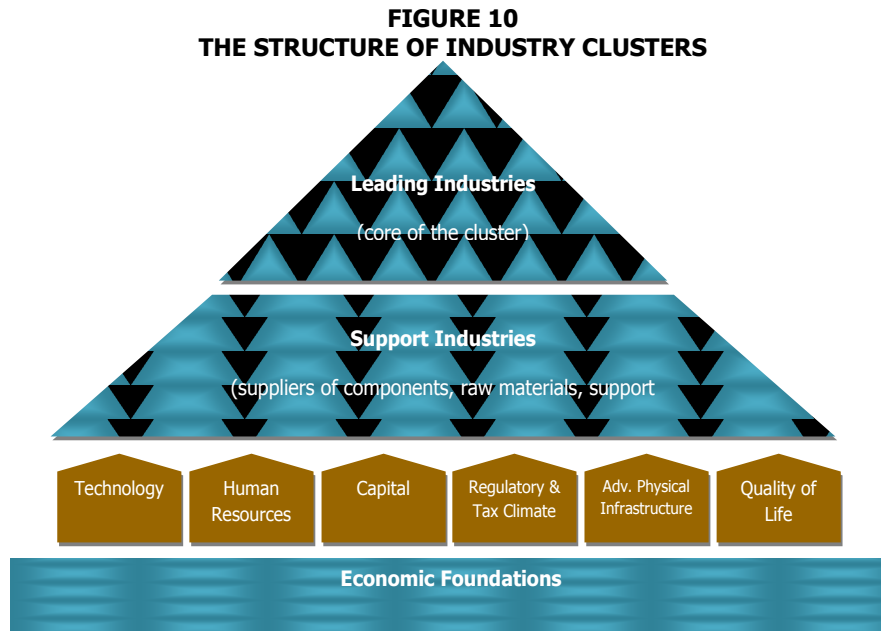 FIGURE 10
THE STRUCTURE OF INDUSTRY CLUSTERS
Leading Industries
(core of the cluster)
Support Industries
(suppliers of components, raw materials, support
Technology
Human
Resources
Capital
Regulatory &
Tax Climate
Adv. Physical
Infrastructure
Quality of
Life
Economic Foundations